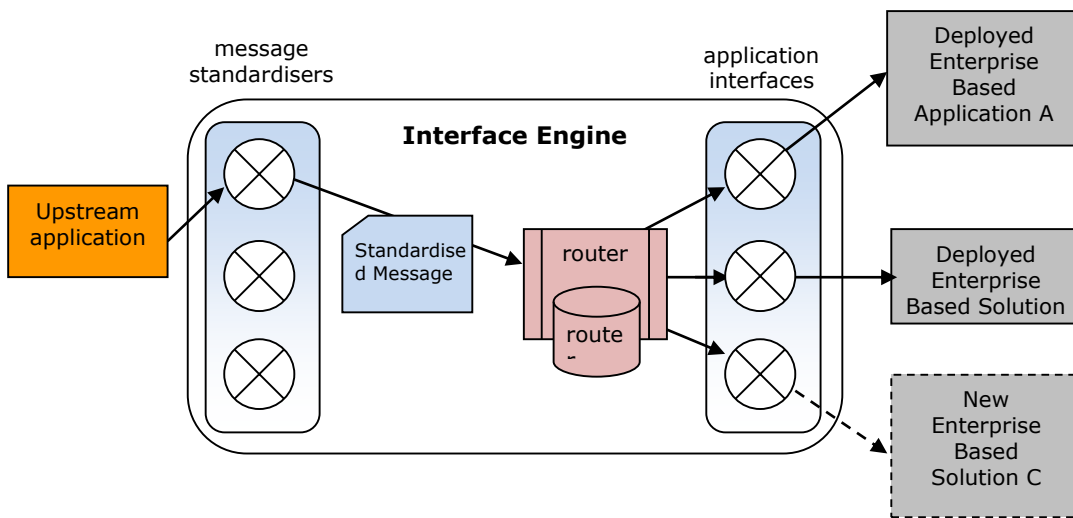 message
standardisers
application
interfaces
Interface Engine
Upstream
application
Standardise
d Message
router
route
r
Deployed
Enterprise
Based
Application A
Deployed
Enterprise
Based Solution
New
Enterprise
Based
Solution C